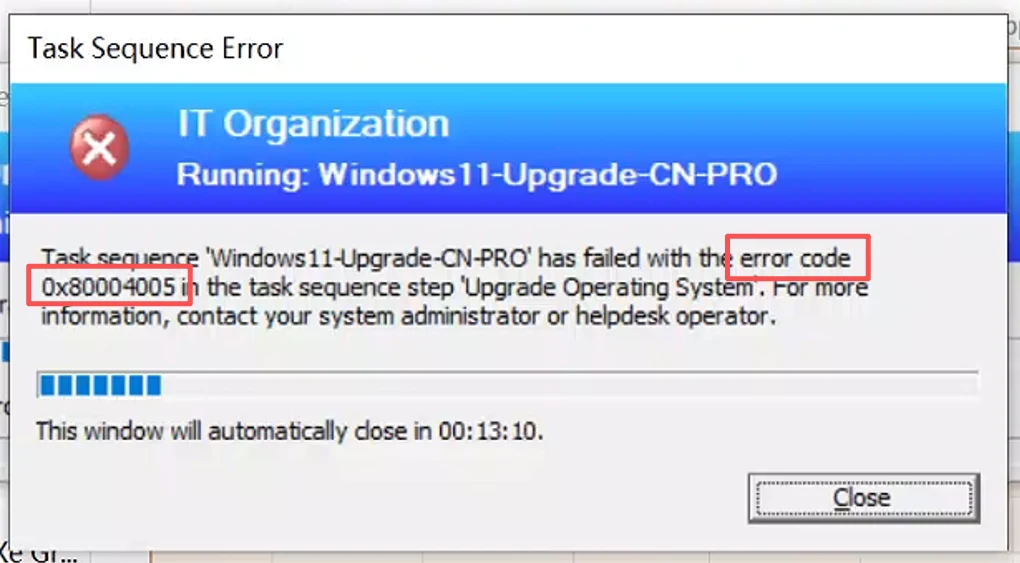 Task Sequence Error
IT Organization
Running: Windows11-Upgrade-CN-PRO
Task sequence 'Windows11-Upgrade-CN-PRO' has failed with the error code
0x80004005 in the task sequence step 'Upgrade Operating System'. For more
information, contact your system administrator or helpdesk operator.
This window will automatically close in 00:13:10.
Close